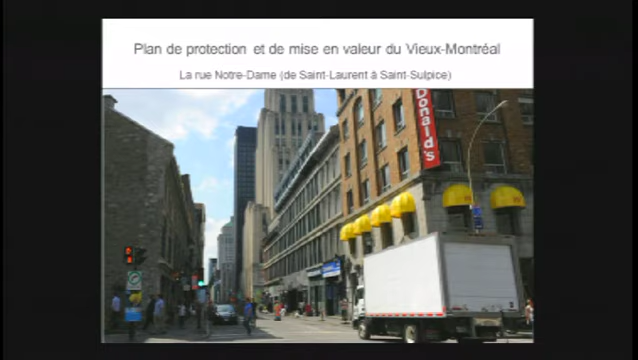 Plan de protection et de mise en valeur du Vieux-Montréal
La rue Notre-Dame (de Saint-Laurent à Saint-Sulpice)
Donald's